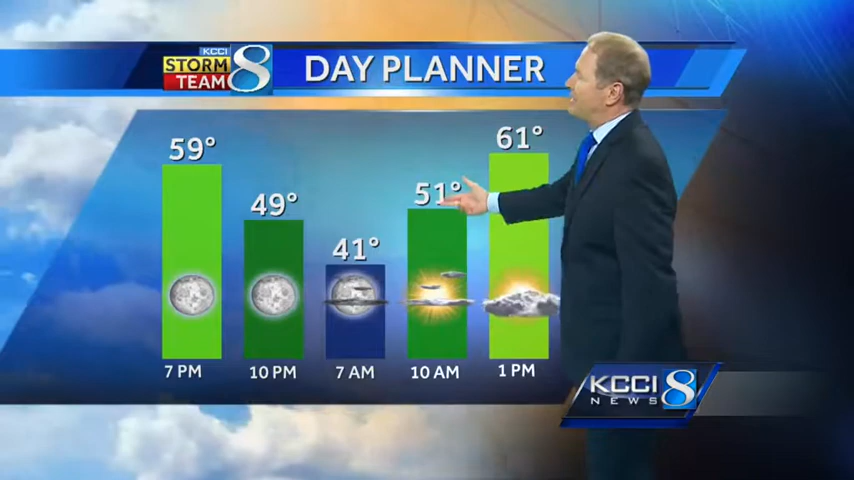 KCCI
STORM
TEAM
8
DAY PLANNER
59°
49°
41°
51°
61°
7 PM
10 PM
7 AM
10 AM
1 PM
KCCI 8
NEWS